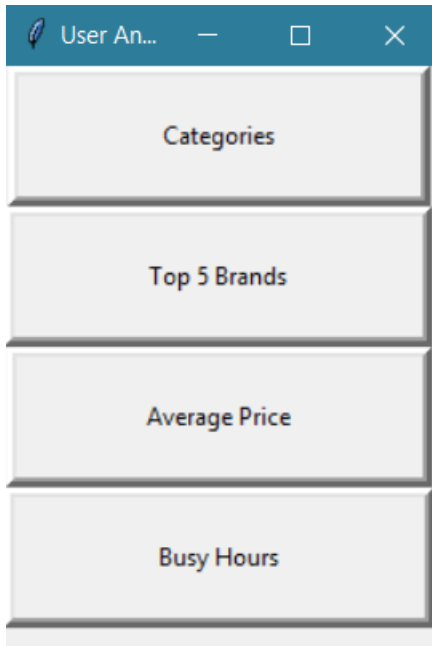 User An...
Categories
Top 5 Brands
Average Price
Busy Hours